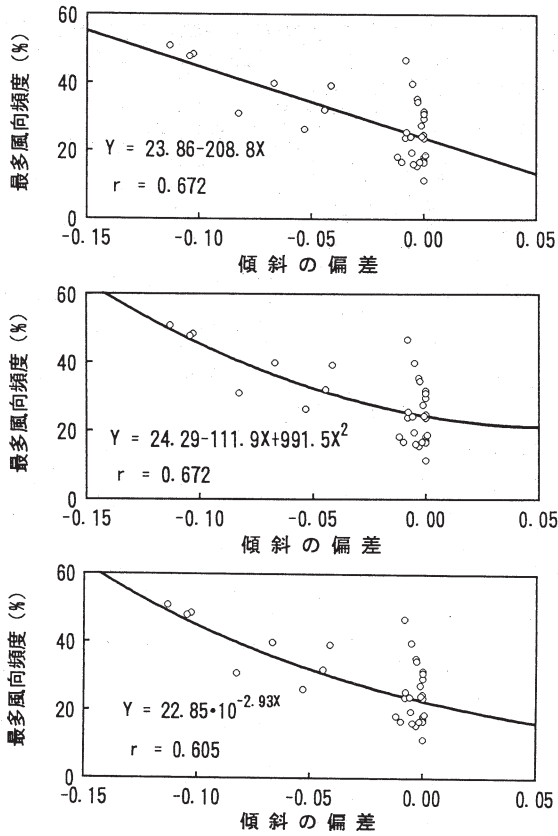 最多風向頻度 (%)
60
40
20
0
Y = 23.86-208.8X
r = 0.672
-0.15 -0.10 -0.05 0.00 0.05
傾斜の偏差
最多風向頻度 (%)
60
40
20
0
Y = 24.29-111.9X+991.5X²
r = 0.672
-0.15 -0.10 -0.05 0.00 0.05
傾斜の偏差
最多風向頻度 (%)
60
40
20
0
Y = 22.85•10⁻²·⁹³ˣ
r = 0.605
-0.15 -0.10 -0.05 0.00 0.05
傾斜の偏差